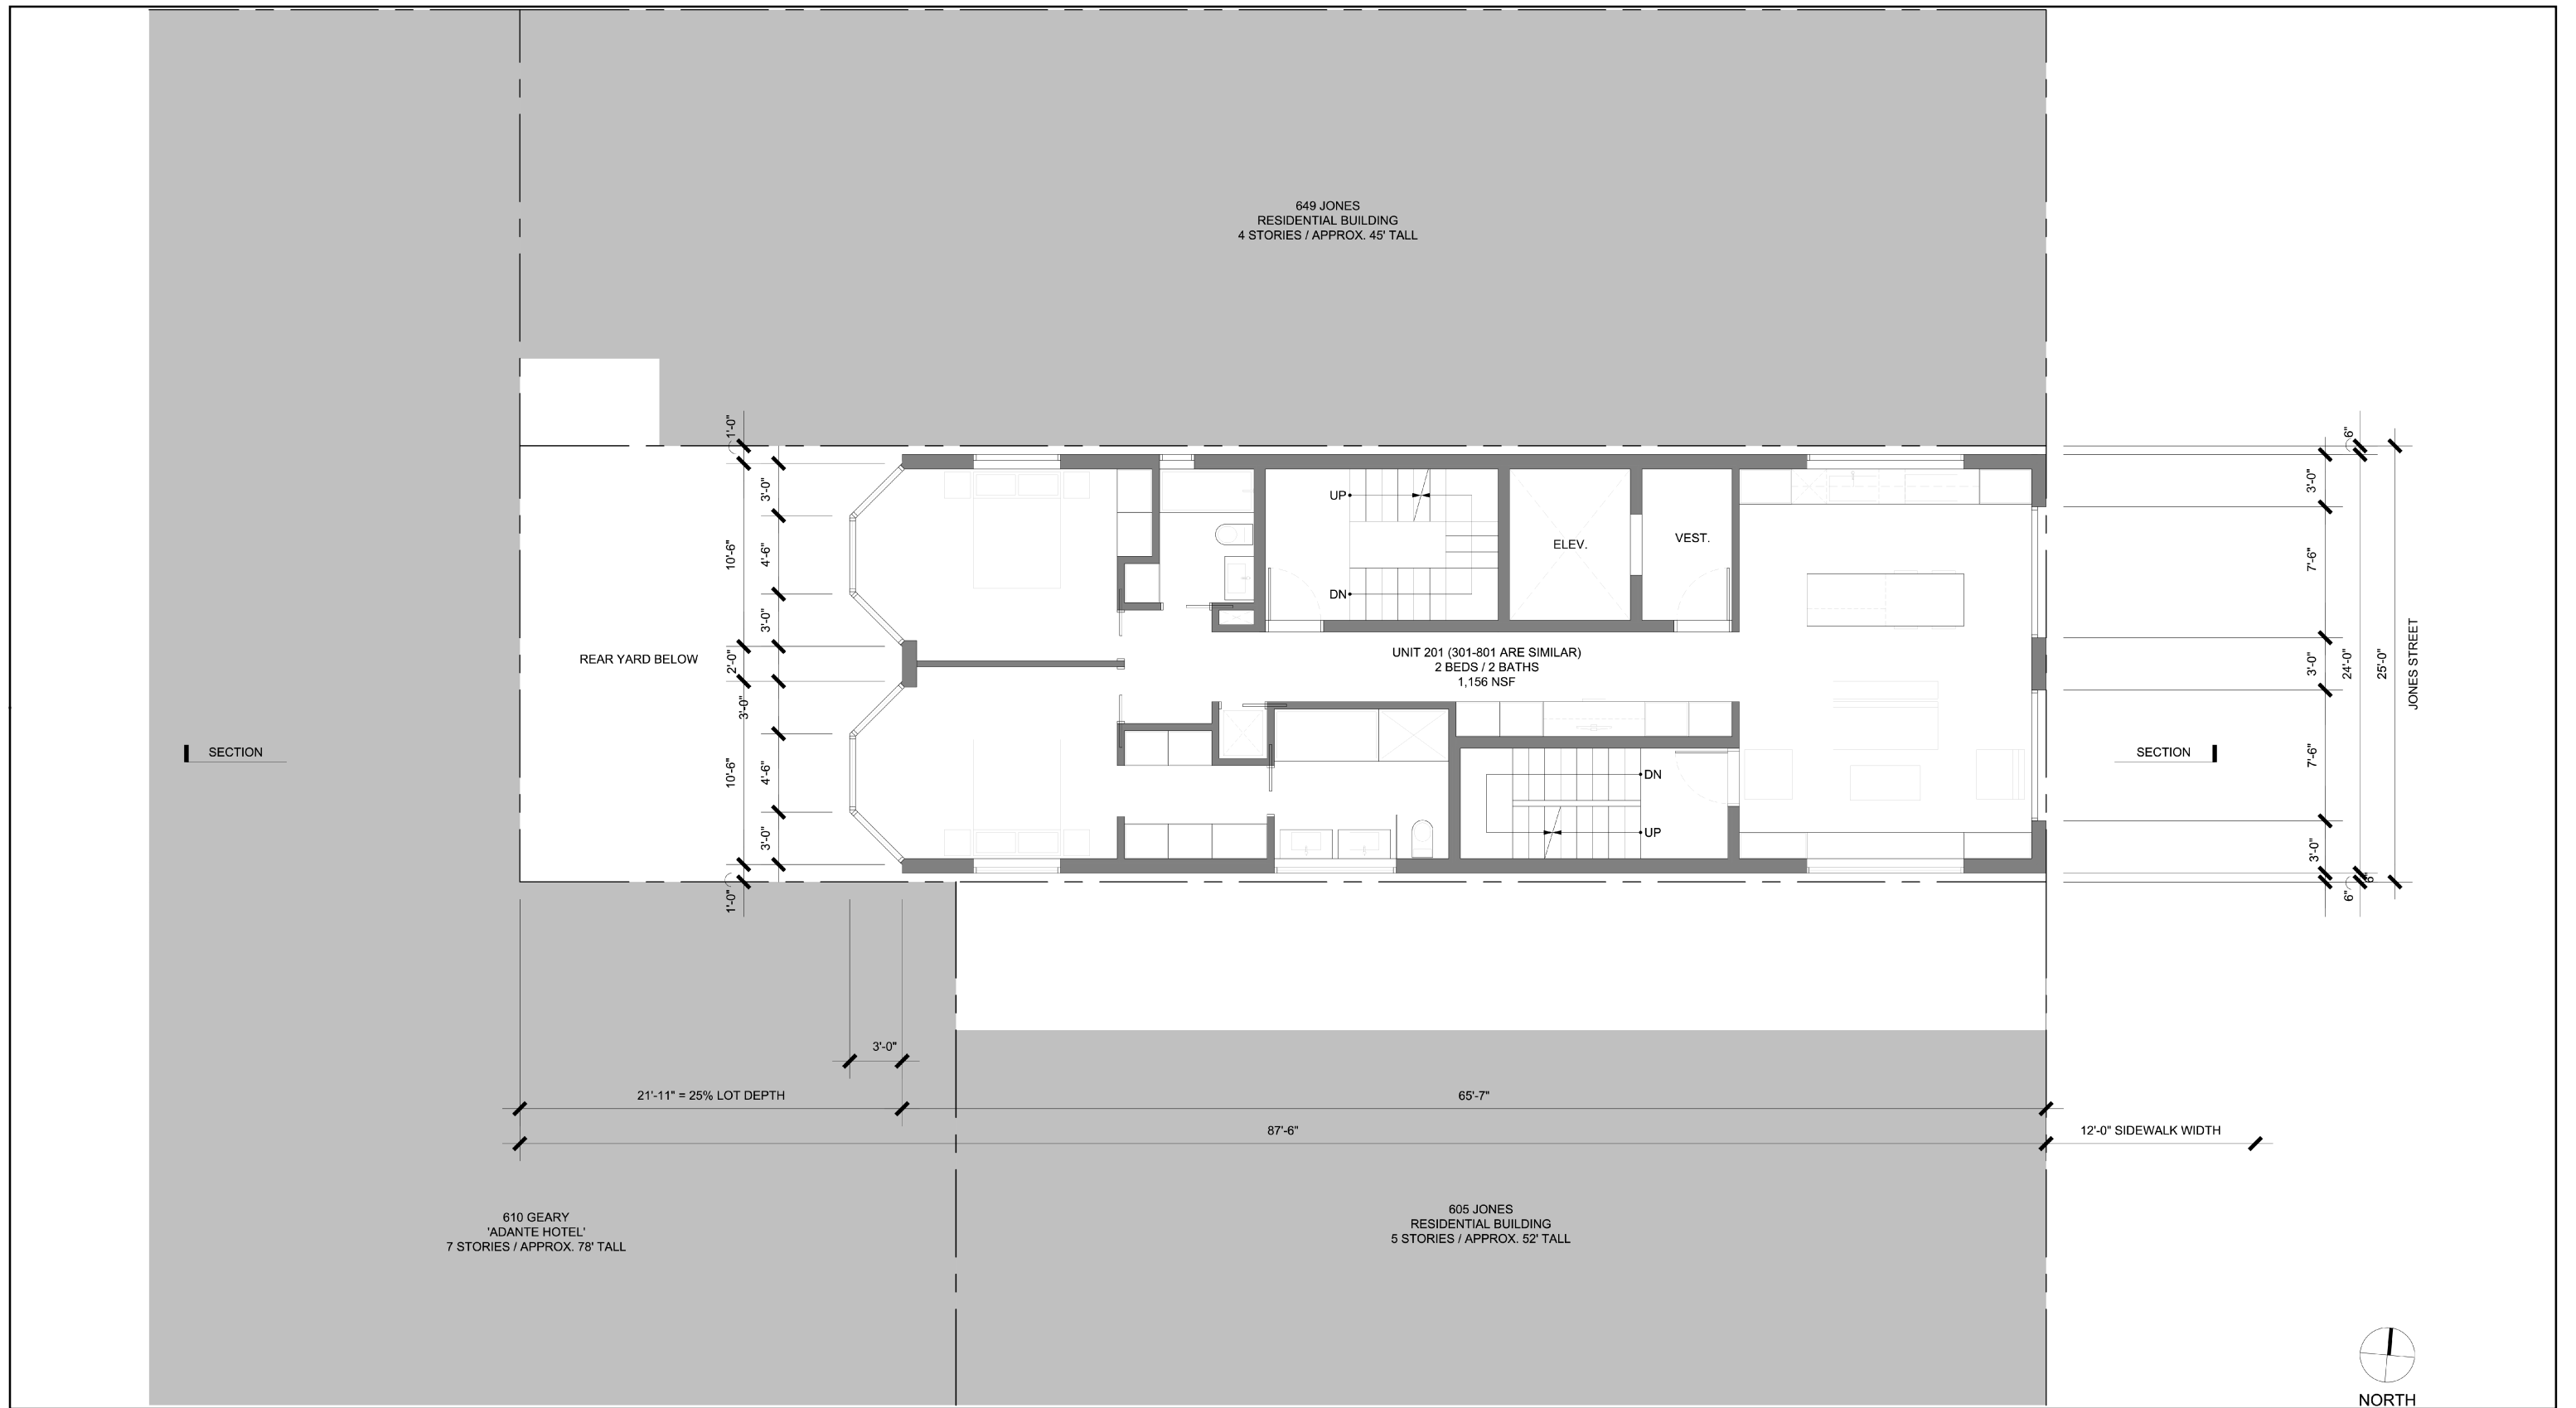 649 JONES
RESIDENTIAL BUILDING
4 STORIES / APPROX. 45' TALL
1'-0"
6"
3'-0"
3'-0"
UP
ELEV.
VEST.
10'-6"
4'-6"
7'-6"
DN
3'-0"
REAR YARD BELOW
2'-0"
UNIT 201 (301-801 ARE SIMILAR)
2 BEDS / 2 BATHS
1,156 NSF
3'-0"
24'-0"
25'-0"
JONES STREET
3'-0"
SECTION
SECTION
10'-6"
4'-6"
DN
7'-6"
UP
3'-0"
3'-0"
1'-0"
6"
6"
3'-0"
21'-11" = 25% LOT DEPTH
65'-7"
87'-6"
12'-0" SIDEWALK WIDTH
610 GEARY
'ADANTE HOTEL'
7 STORIES / APPROX. 78' TALL
605 JONES
RESIDENTIAL BUILDING
5 STORIES / APPROX. 52' TALL
NORTH